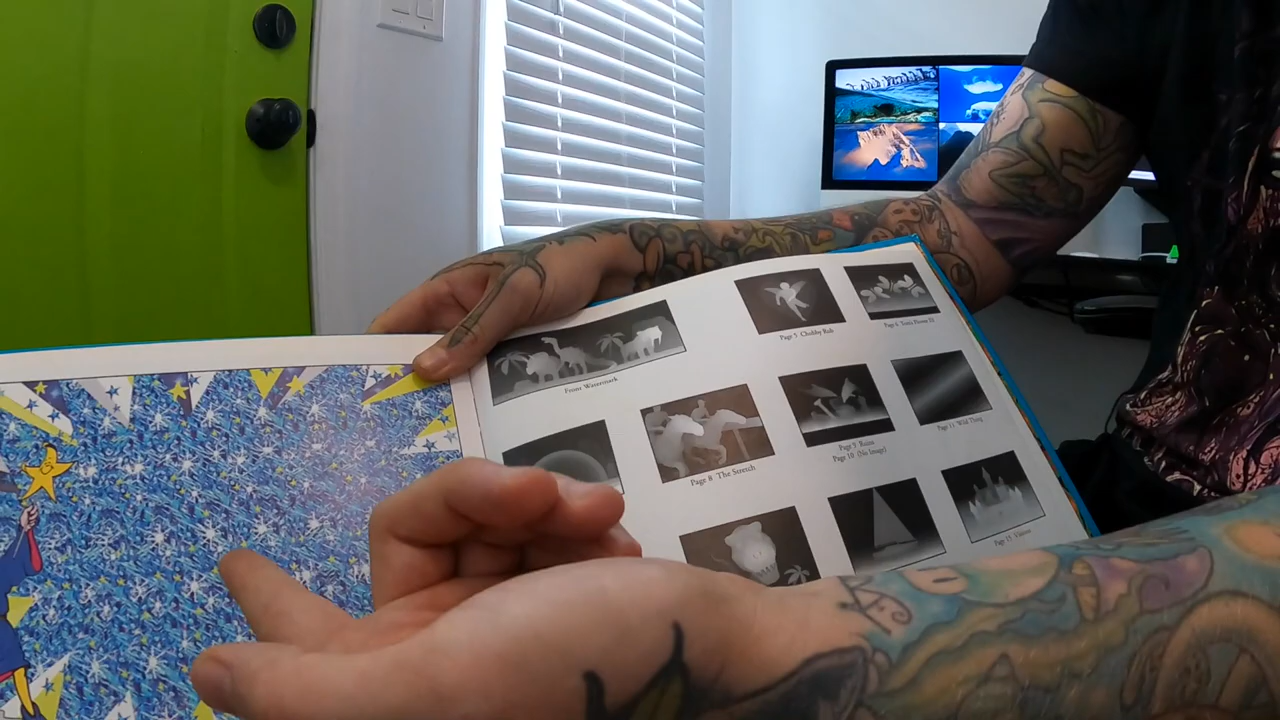 Front Watermark
Page 5 Chubby Rub
Page 8 The Stretch
Page 9 Ruins
Page 10 (No Image)
Page 11 Wild Thing